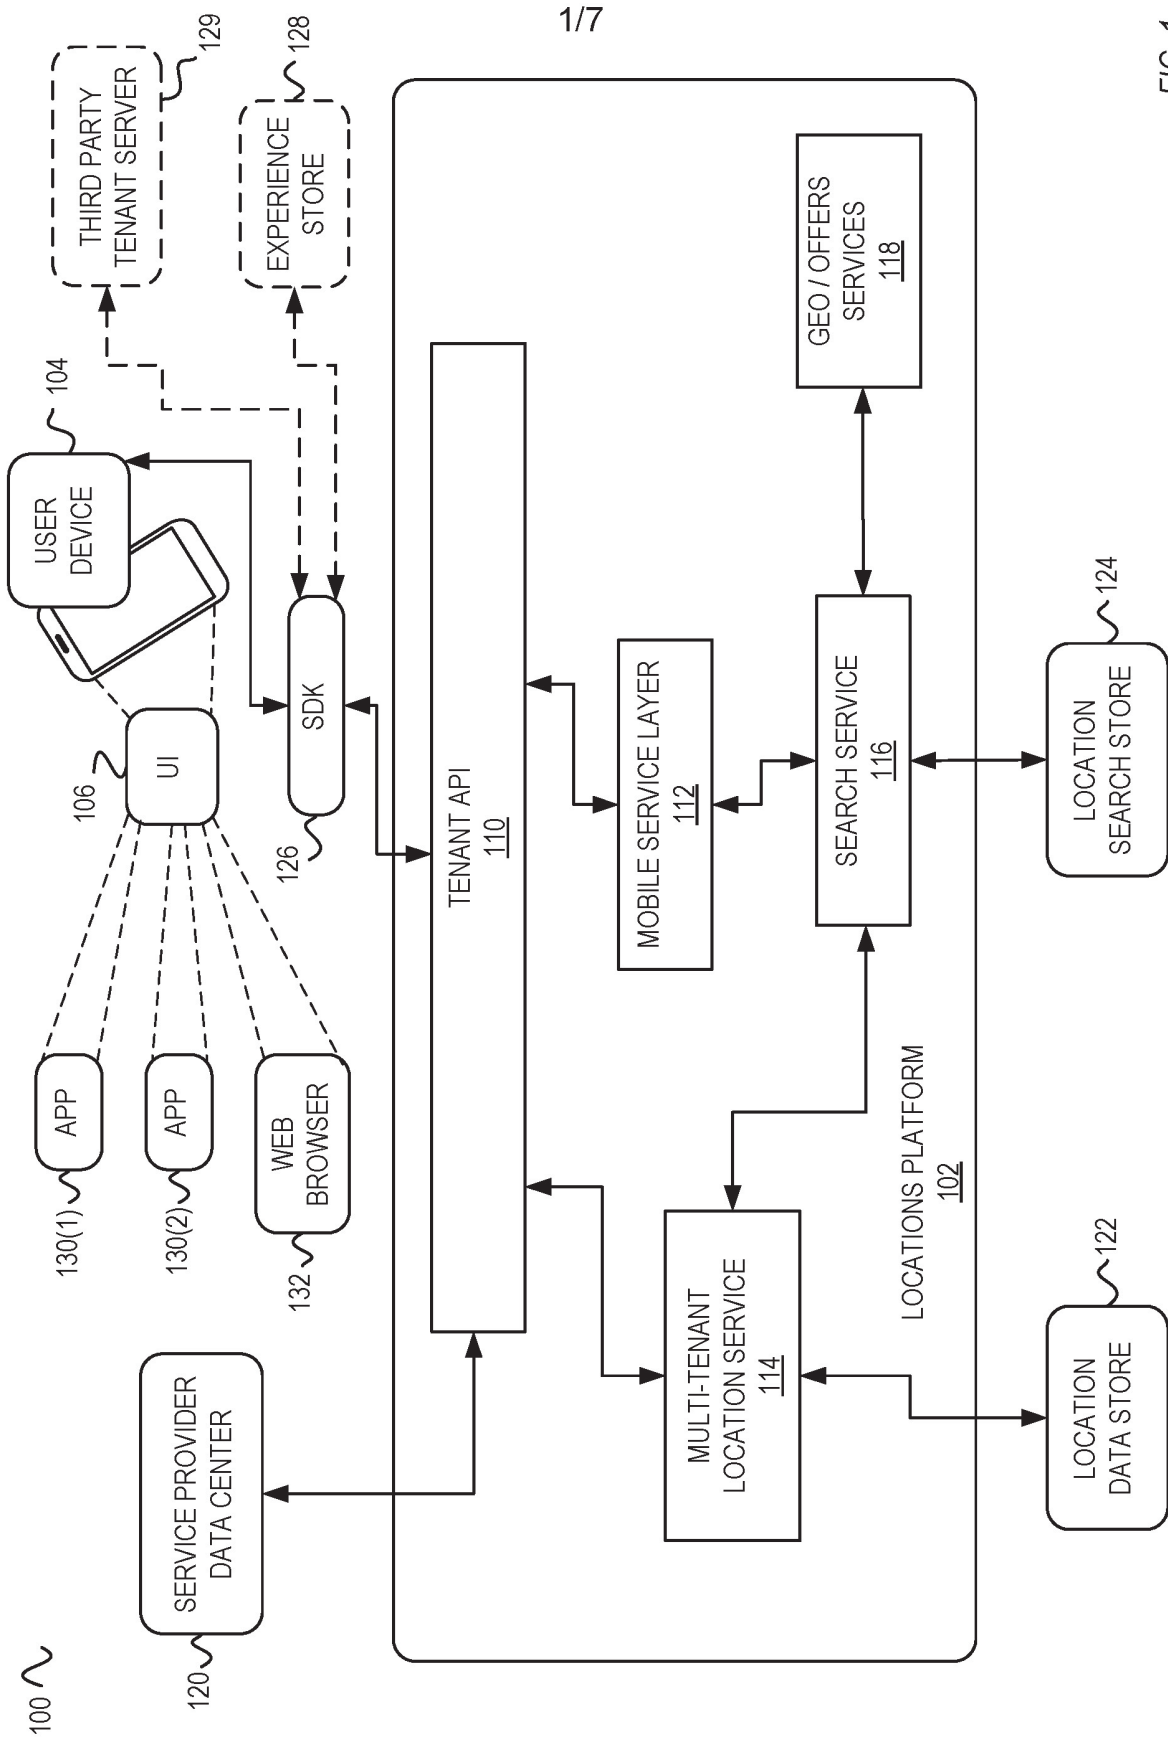 1/7
100
SERVICE PROVIDER
DATA CENTER
120
APP
130(1)
APP
130(2)
WEB
BROWSER
132
UI
106
USER
DEVICE
104
SDK
126
THIRD PARTY
TENANT SERVER
129
EXPERIENCE
STORE
128
TENANT API
110
MOBILE SERVICE LAYER
112
MULTI-TENANT
LOCATION SERVICE
114
SEARCH SERVICE
116
GEO / OFFERS
SERVICES
118
LOCATIONS PLATFORM
102
LOCATION
DATA STORE
122
LOCATION
SEARCH STORE
124
FIG. 1